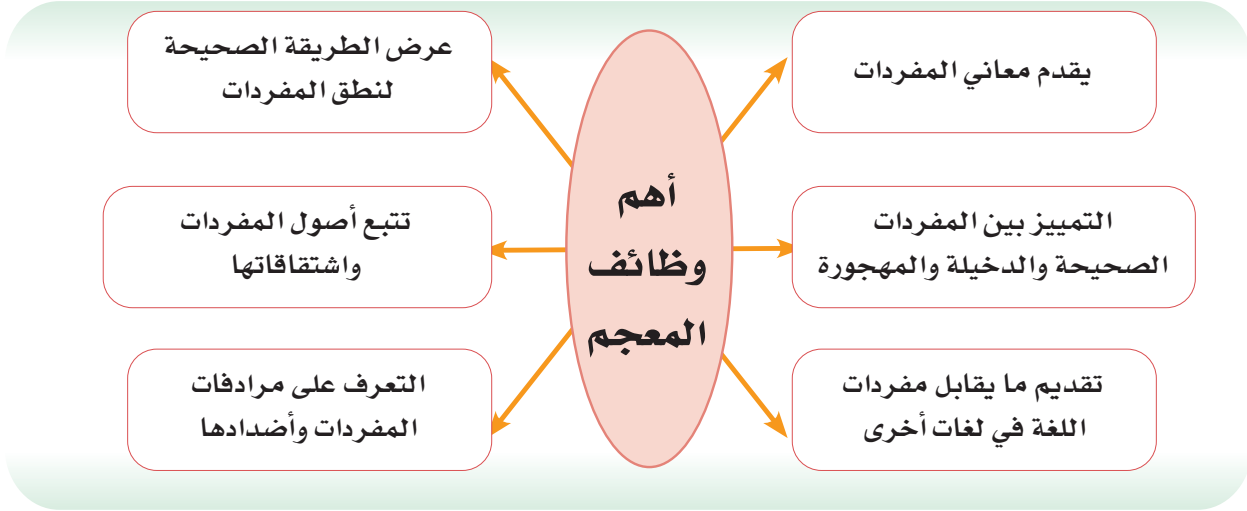 أهم
وظائف
المعجم
يقدم معاني المفردات
عرض الطريقة الصحيحة
لنطق المفردات
التمييز بين المفردات
الصحيحة والدخيلة والمهجورة
تتبع أصول المفردات
واشتقاقاتها
تقديم ما يقابل مفردات
اللغة في لغات أخرى
التعرف على مرادفات
المفردات وأضدادها